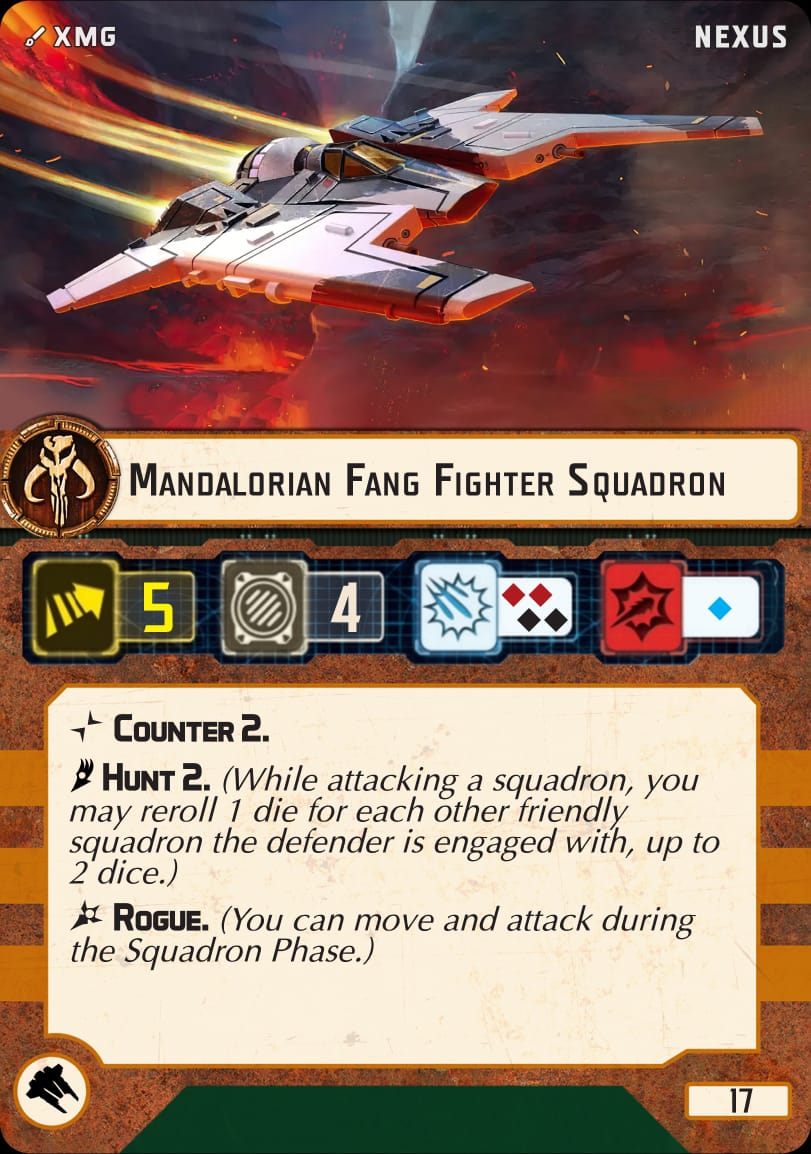 XMG
NEXUS
MANDALORIAN FANG FIGHTER SQUADRON
5
4
COUNTER 2.
HUNT 2. (While attacking a squadron, you
may reroll 1 die for each other friendly
squadron the defender is engaged with, up to
2 dice.)
ROGUE. (You can move and attack during
the Squadron Phase.)
17